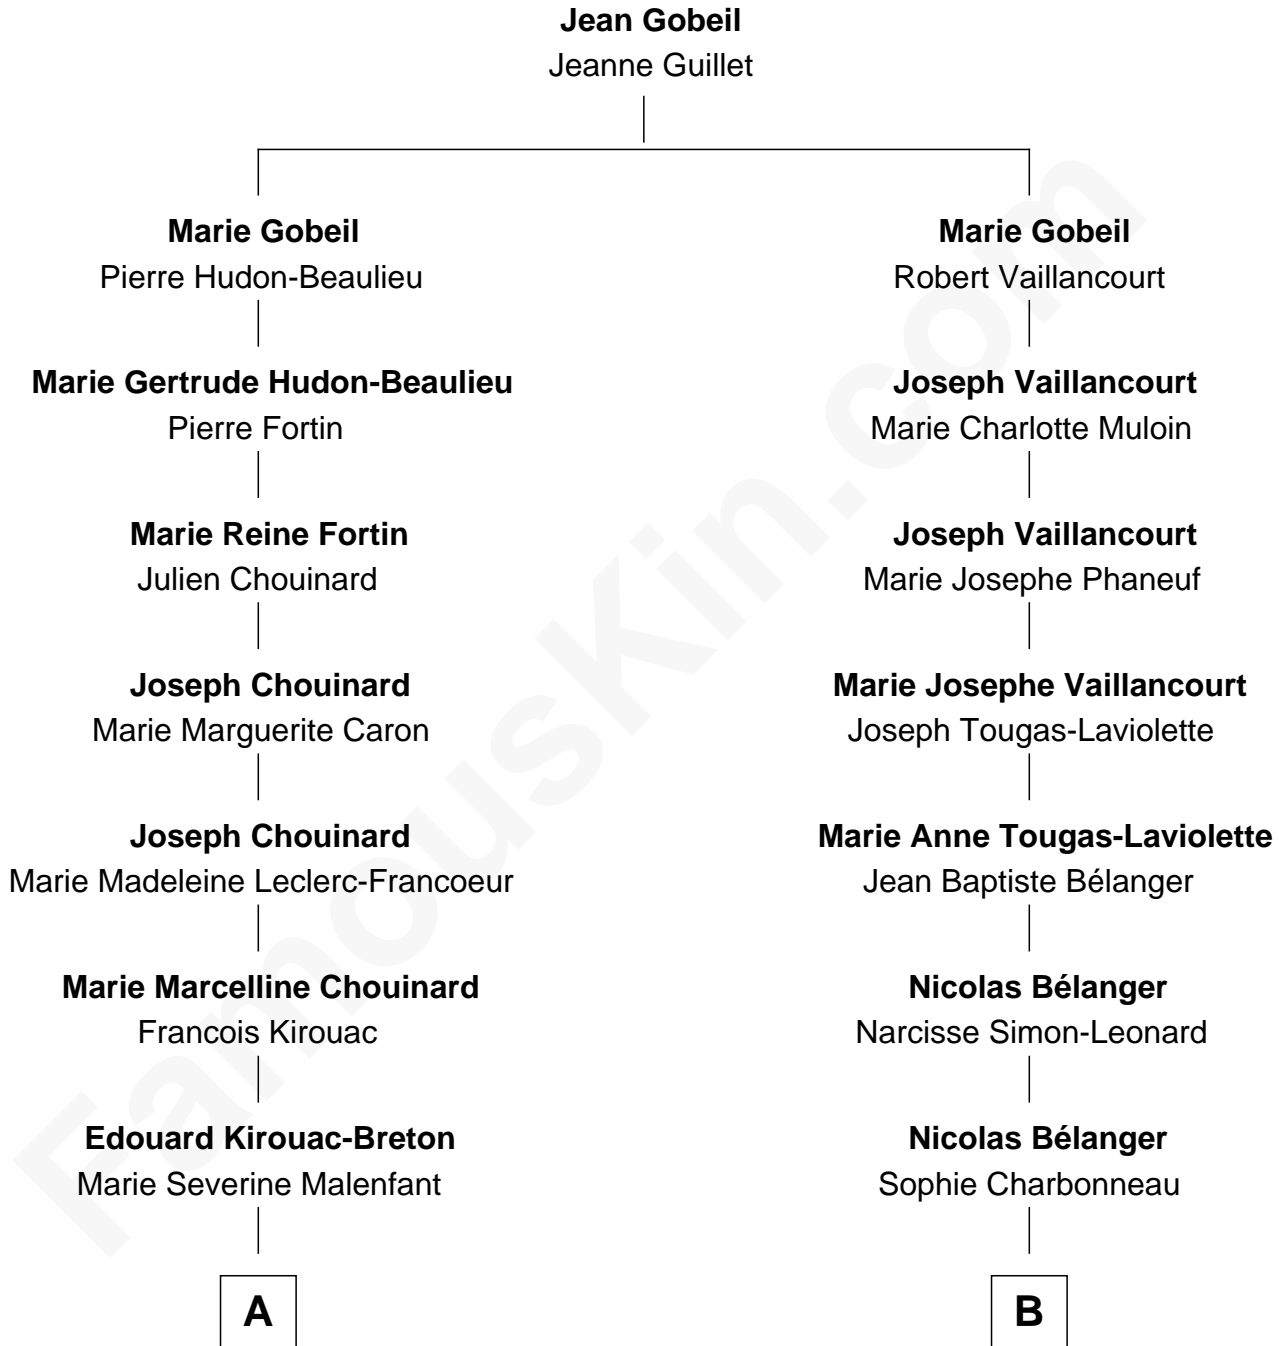 Jean Gobeil
Jeanne Guillet
Marie Gobeil
Pierre Hudon-Beaulieu
Marie Gertrude Hudon-Beaulieu
Pierre Fortin
Marie Reine Fortin
Julien Chouinard
Joseph Chouinard
Marie Marguerite Caron
Joseph Chouinard
Marie Madeleine Leclerc-Francoeur
Marie Marcelline Chouinard
Francois Kirouac
Edouard Kirouac-Breton
Marie Severine Malenfant
A
Marie Gobeil
Robert Vaillancourt
Joseph Vaillancourt
Marie Charlotte Muloin
Joseph Vaillancourt
Marie Josephe Phaneuf
Marie Josephe Vaillancourt
Joseph Tougas-Laviolette
Marie Anne Tougas-Laviolette
Jean Baptiste Bélanger
Nicolas Bélanger
Narcisse Simon-Leonard
Nicolas Bélanger
Sophie Charbonneau
B
FamousKin.com